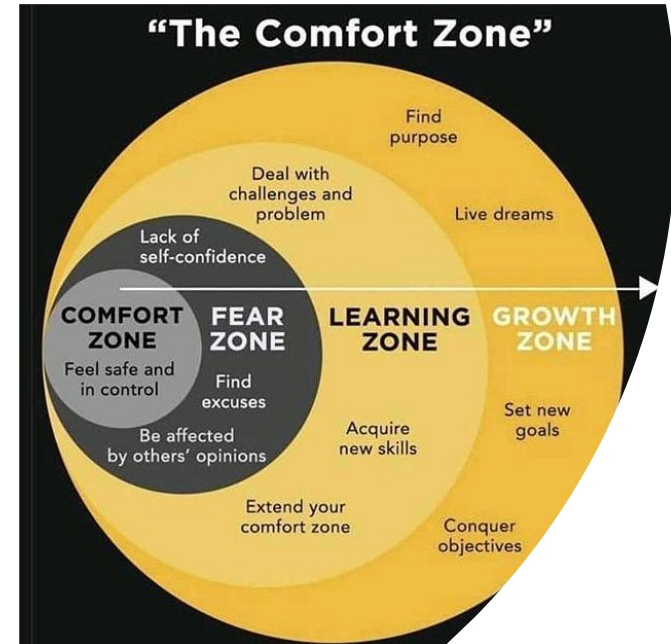 “The Comfort Zone”
Find
purpose
Deal with
challenges and
problem
Live dreams
Lack of
self-confidence
COMFORT
ZONE
Feel safe and
in control
FEAR
ZONE
Find
excuses
Be affected
by others’ opinions
LEARNING
ZONE
Acquire
new skills
Extend your
comfort zone
GROWTH
ZONE
Set new
goals
Conquer
objectives